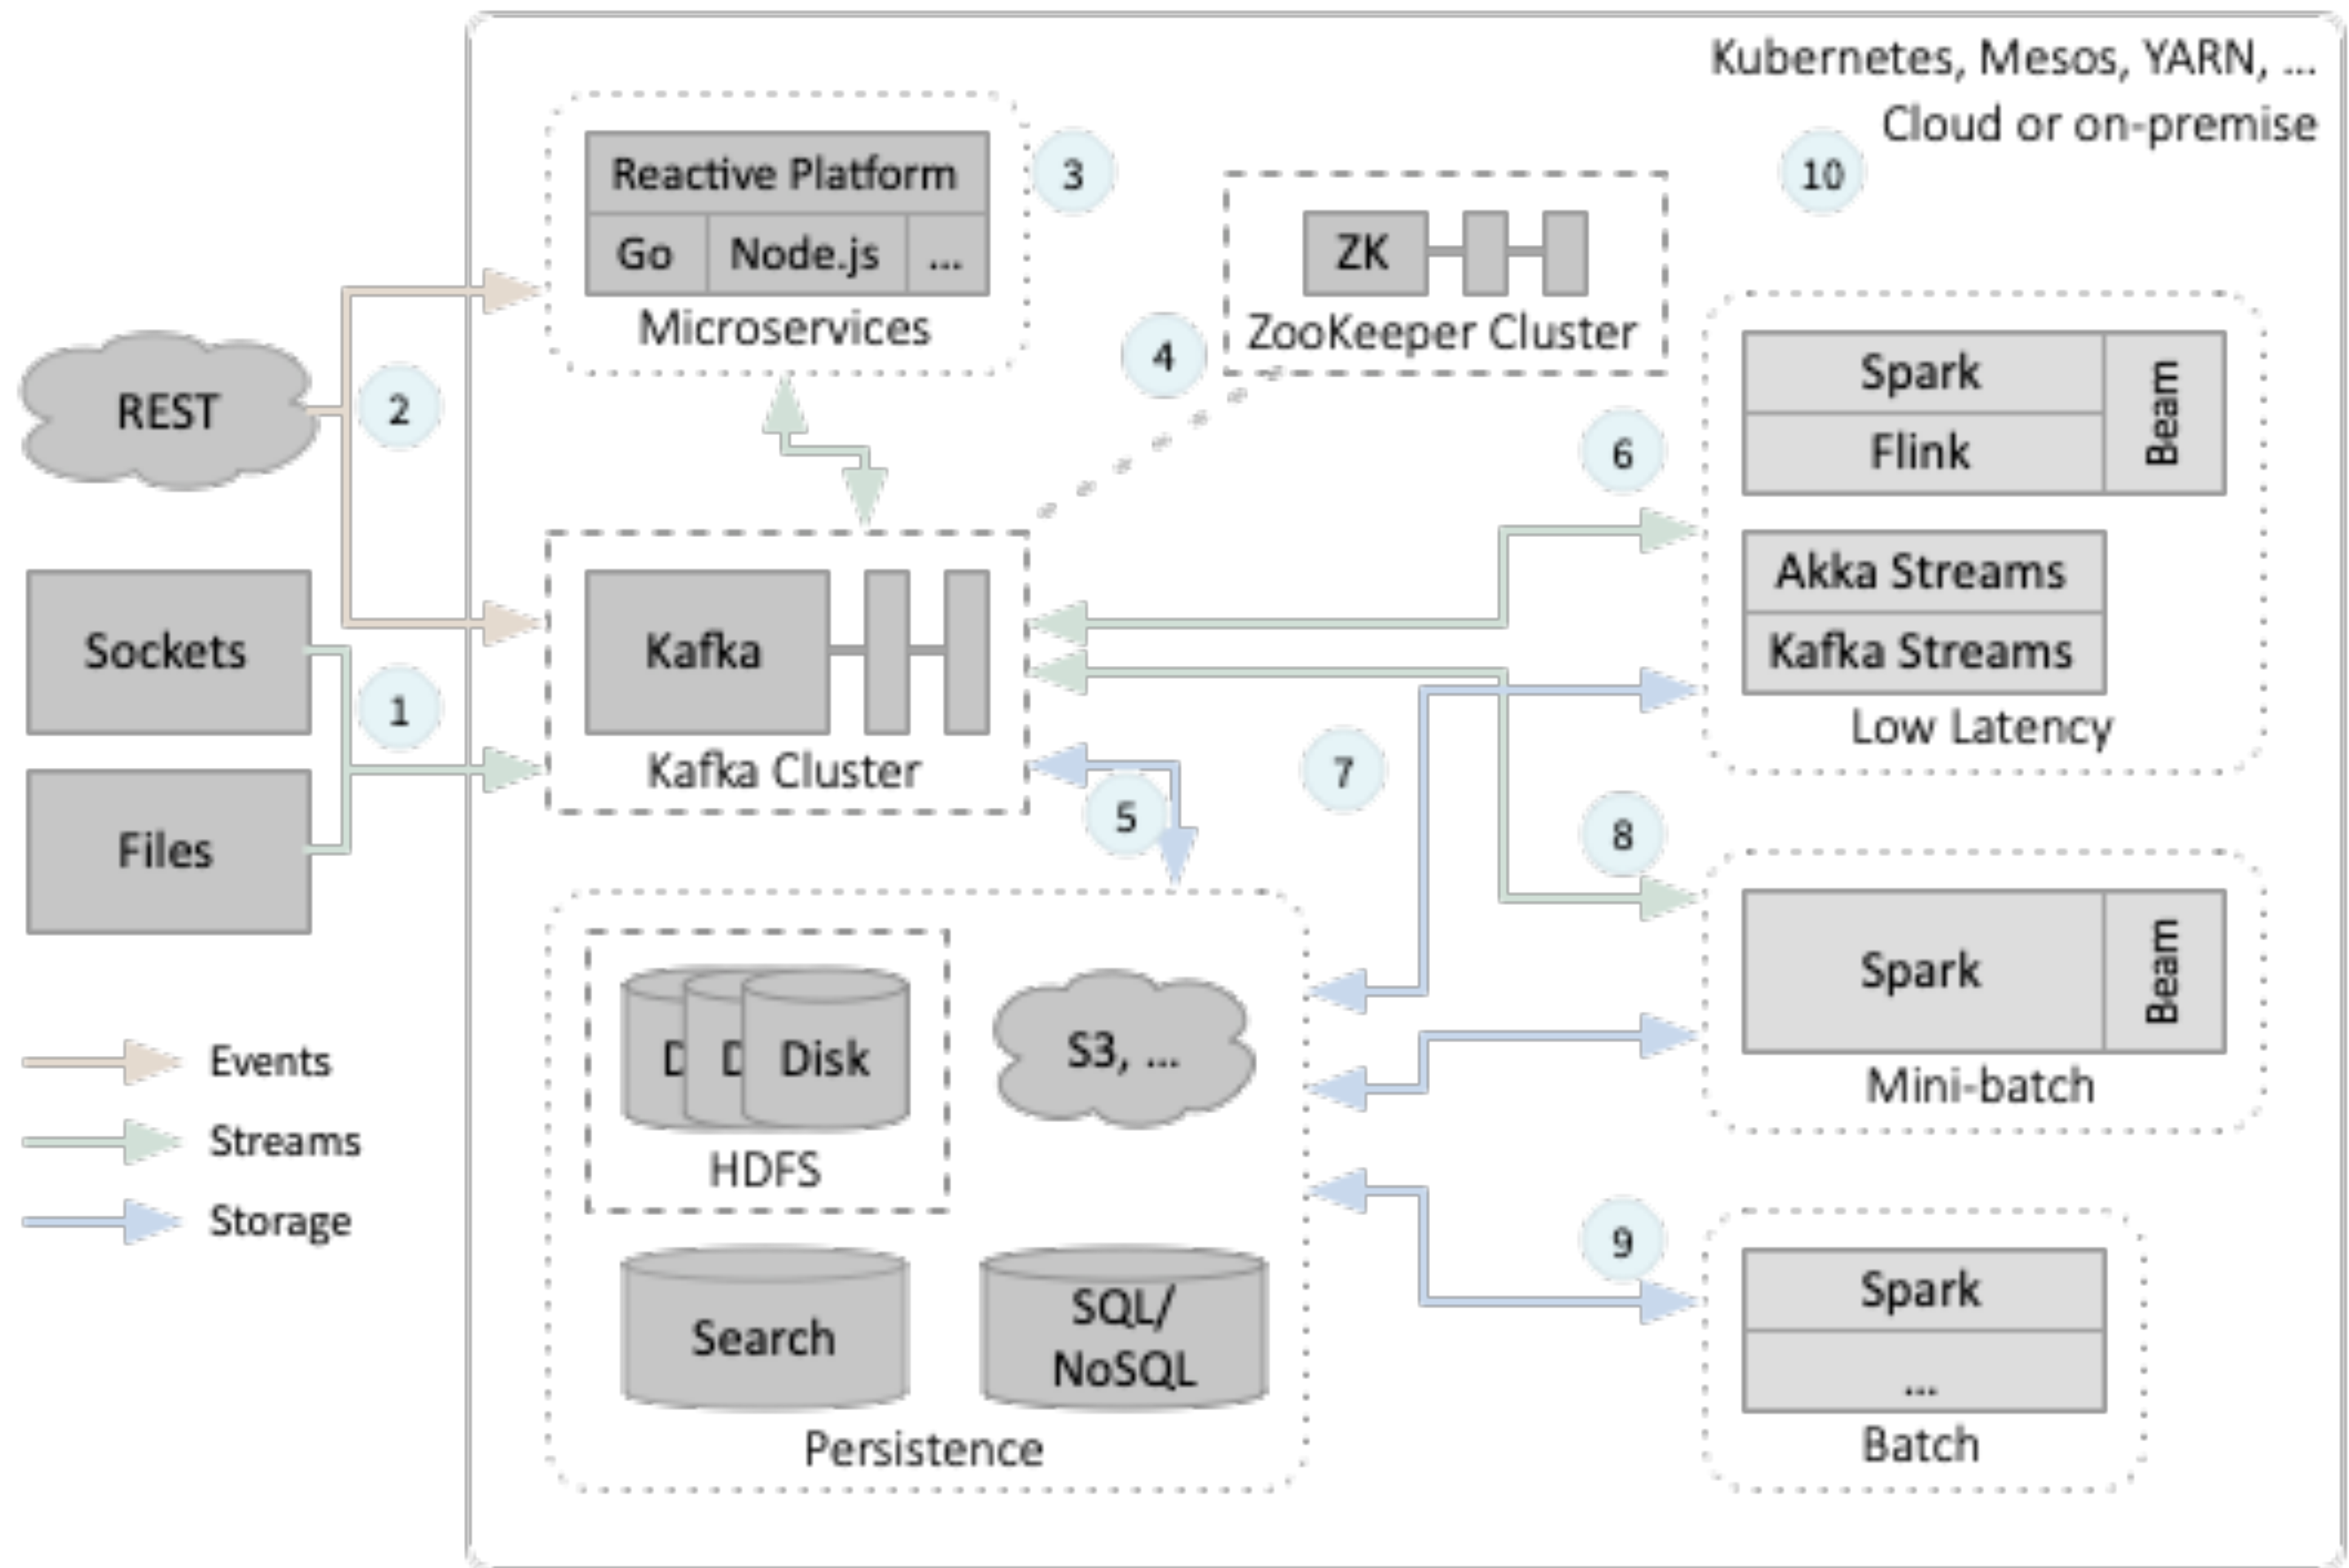 Kubernetes, Mesos, YARN, ...
Cloud or on-premise
10
Reactive Platform
Go
Node.js
...
Microservices
3
ZK
ZooKeeper Cluster
4
REST
2
Sockets
Files
1
Kafka
Kafka Cluster
5
6
Spark
Flink
Beam
Akka Streams
Kafka Streams
Low Latency
7
8
Spark
Beam
Mini-batch
D
D
Disk
HDFS
S3, ...
Search
SQL/
NoSQL
Persistence
9
Spark
...
Batch
Events
Streams
Storage